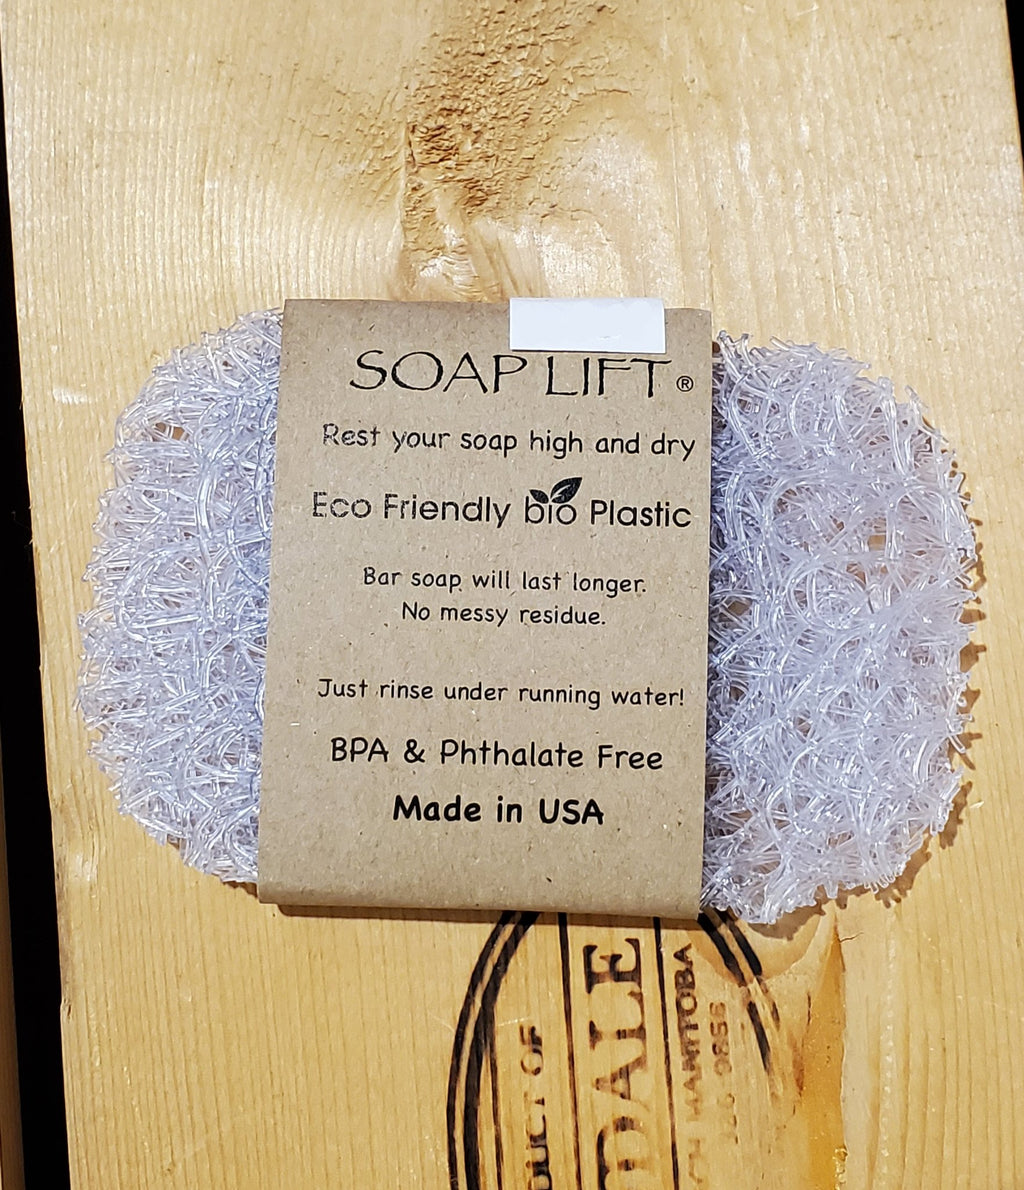 SOAP LIFT ®
Rest your soap high and dry
Eco Friendly bio Plastic
Bar soap will last longer.
No messy residue.
Just rinse under running water!
BPA & Phthalate Free
Made in USA
OF
DALE
MANITOBA